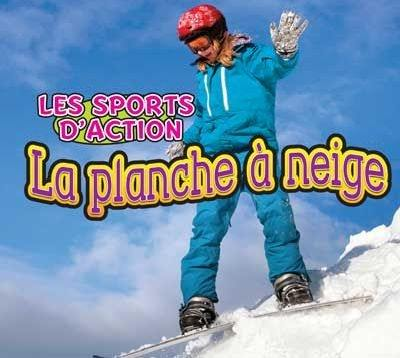 LES SPORTS
D'ACTION
La planche à neige